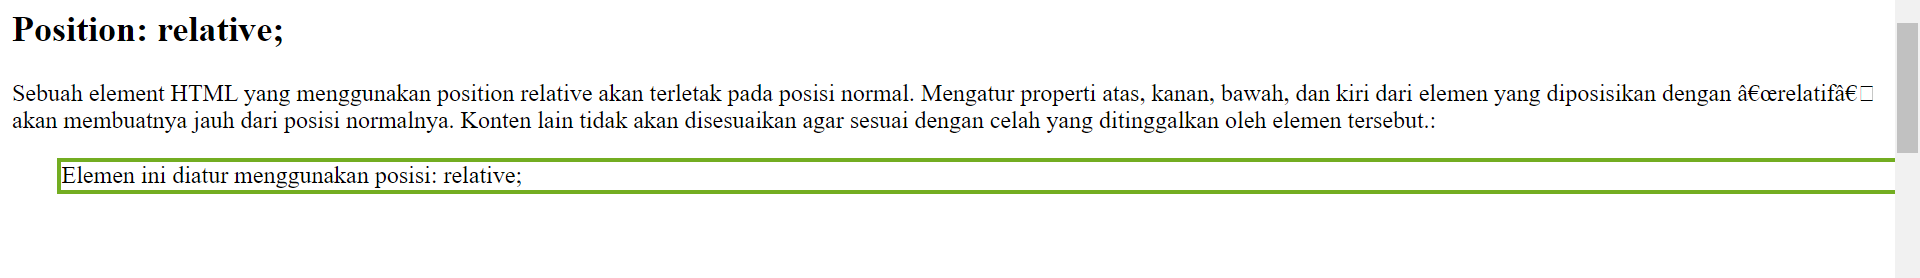 Position: relative;
Sebuah element HTML yang menggunakan position relative akan terletak pada posisi normal. Mengatur properti atas, kanan, bawah, dan kiri dari elemen yang diposisikan dengan â€œrelatifâ€□
akan membuatnya jauh dari posisi normalnya. Konten lain tidak akan disesuaikan agar sesuai dengan celah yang ditinggalkan oleh elemen tersebut.:
Elemen ini diatur menggunakan posisi: relative;